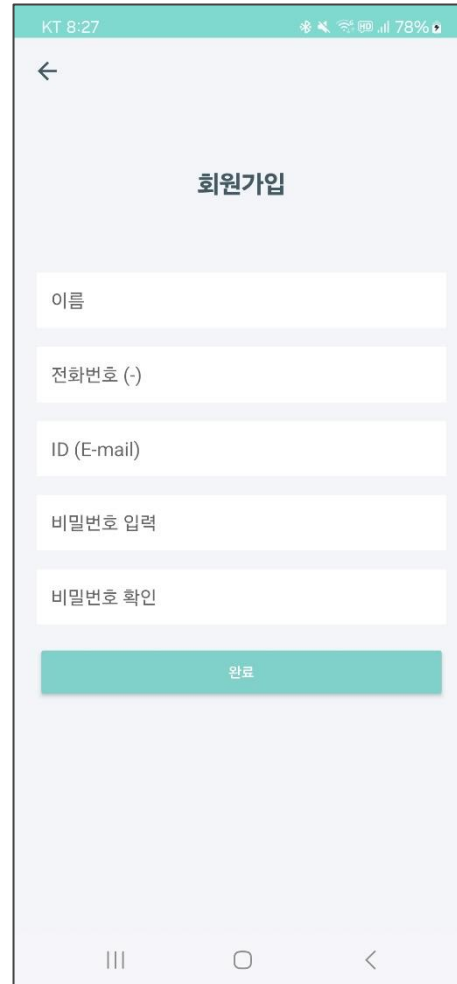 KT 8:27
78%
회원가입
이름
전화번호 (-)
ID (E-mail)
비밀번호 입력
비밀번호 확인
완료